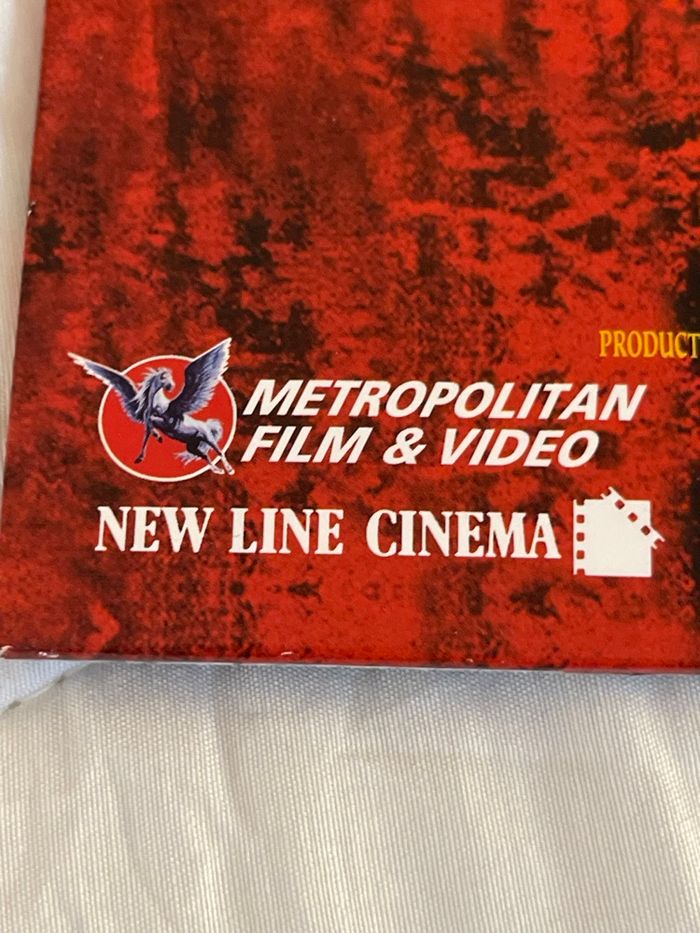 PRODUCT
METROPOLITAN
FILM & VIDEO
NEW LINE CINEMA